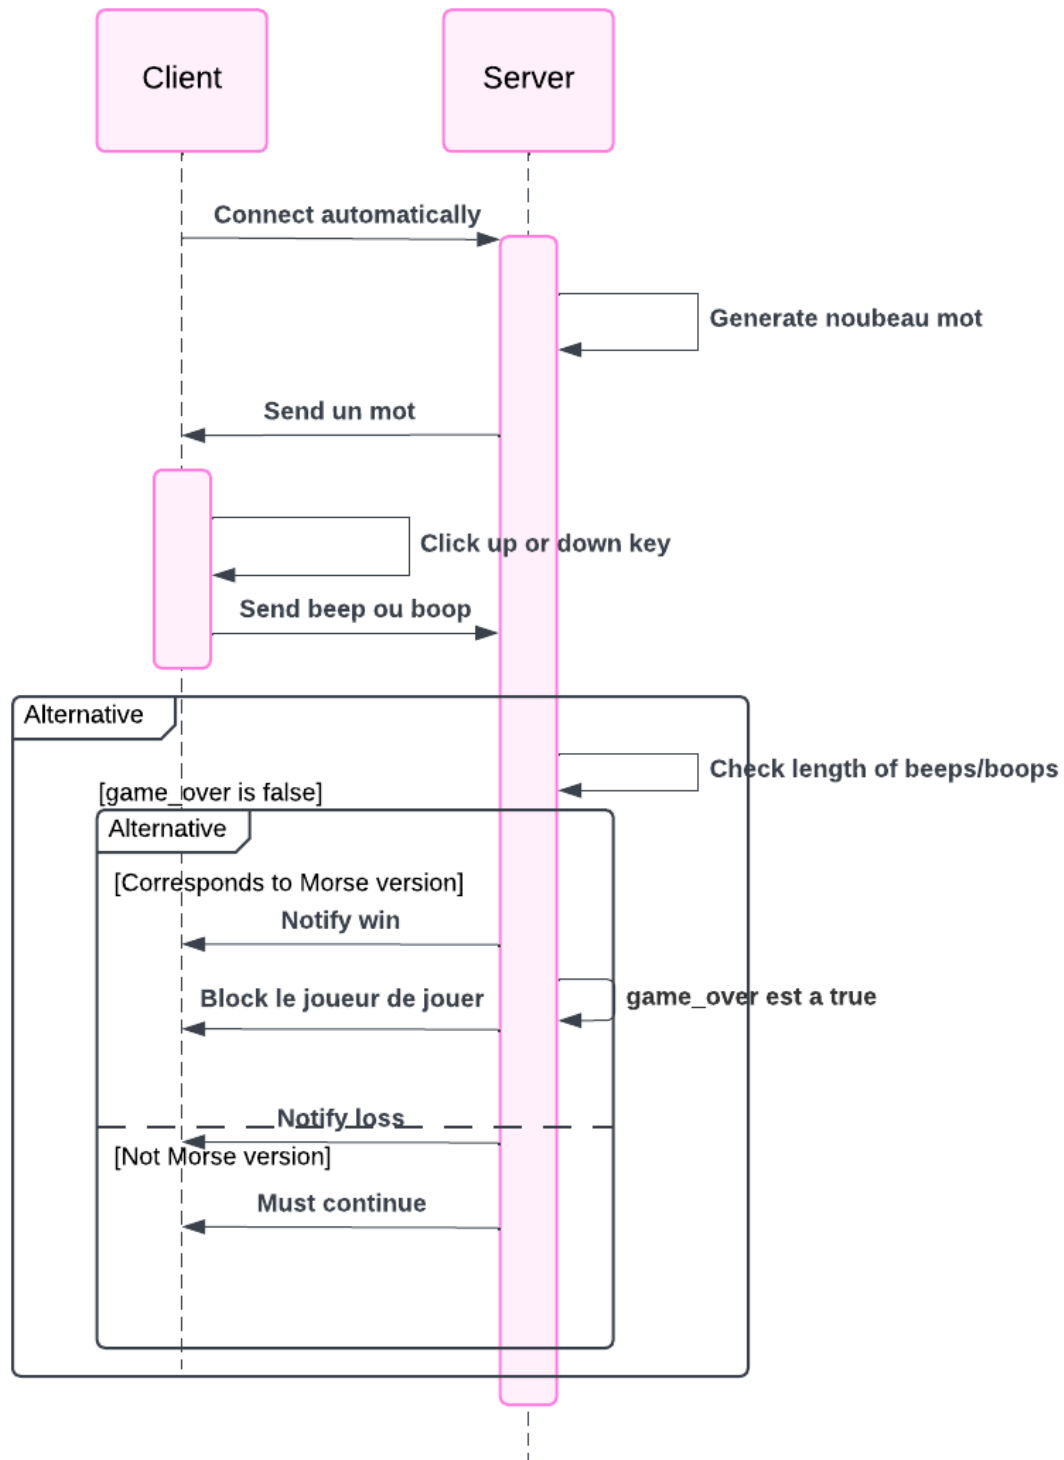 Client
Server
Connect automatically
Generate noubeau mot
Send un mot
Click up or down key
Send beep ou boop
Alternative
Check length of beeps/boops
[game_over is false]
Alternative
[Corresponds to Morse version]
Notify win
game_over est a true
Block le joueur de jouer
Notify loss
[Not Morse version]
Must continue